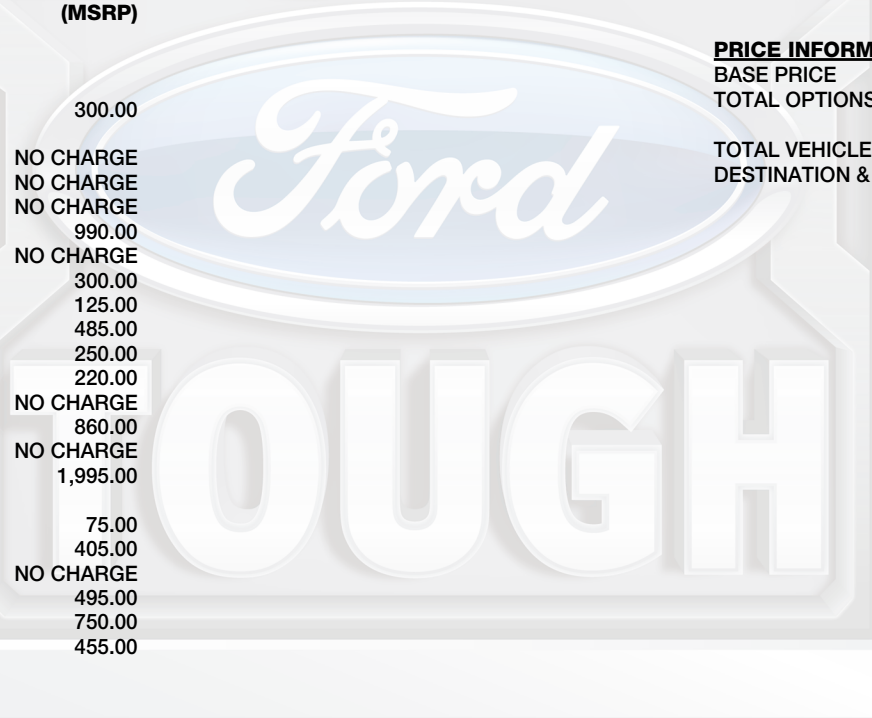 (MSRP)
300.00
NO CHARGE
NO CHARGE
NO CHARGE
990.00
NO CHARGE
300.00
125.00
485.00
250.00
220.00
NO CHARGE
860.00
NO CHARGE
1,995.00
75.00
405.00
NO CHARGE
495.00
750.00
455.00
PRICE INFORM
BASE PRICE
TOTAL OPTIONS
TOTAL VEHICLE
DESTINATION &
Ford
TOUGH